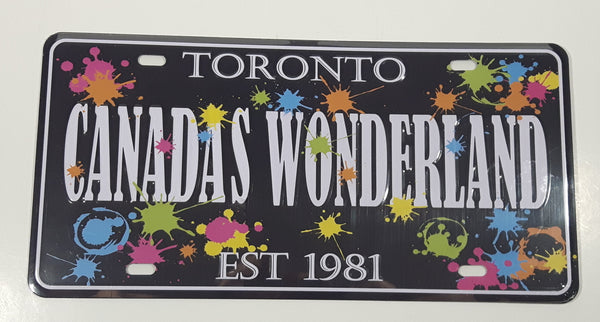 TORONTO
CANADAS WONDERLAND
EST 1981